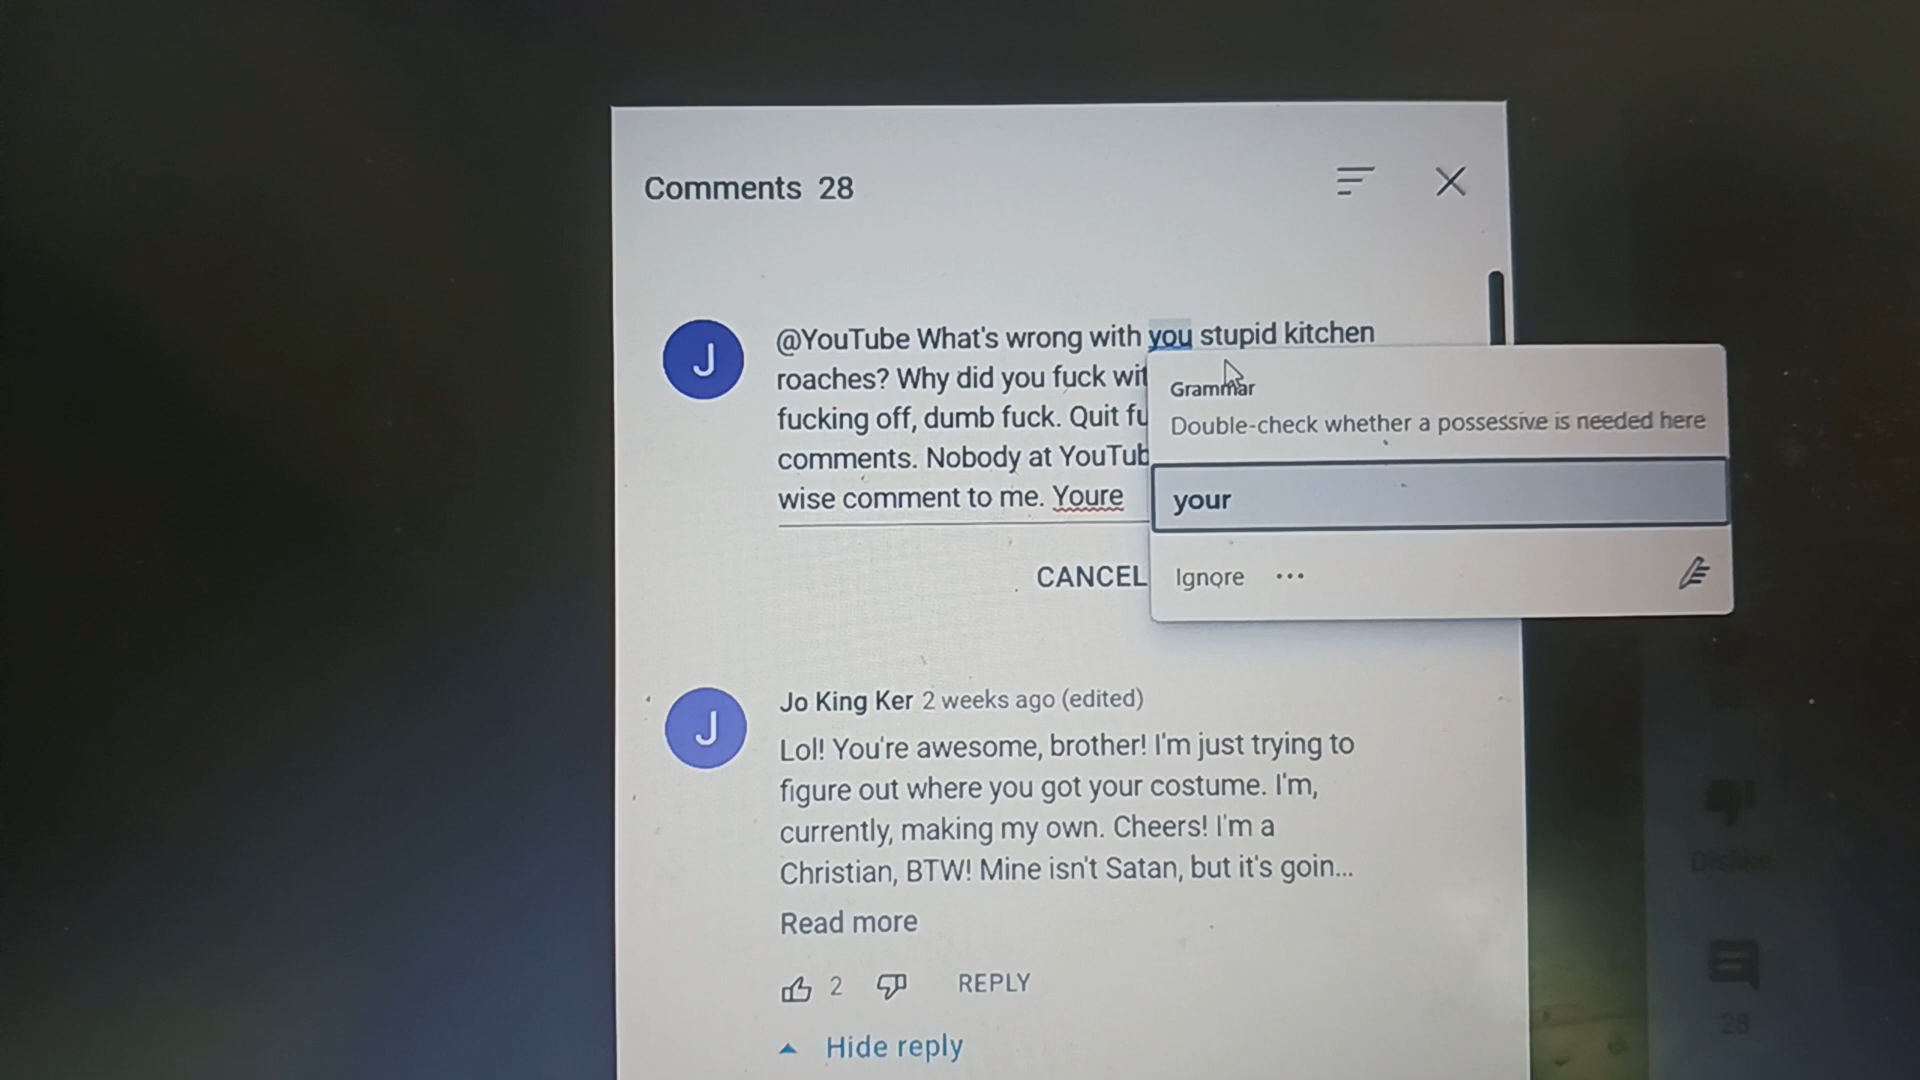 Comments 28
@YouTube What's wrong with you stupid kitchen
roaches? Why did you fuck wit
fucking off, dumb fuck. Quit fu
comments. Nobody at YouTub
wise comment to me. Youre
Grammar
Double-check whether a possessive is needed here
your
Ignore ...
CANCEL
J
Jo King Ker 2 weeks ago (edited)
J
Lol! You're awesome, brother! I'm just trying to
figure out where you got your costume. I'm,
currently, making my own. Cheers! I'm a
Christian, BTW! Mine isn't Satan, but it's goin...
Read more
2 REPLY
Hide reply
Dislike
28